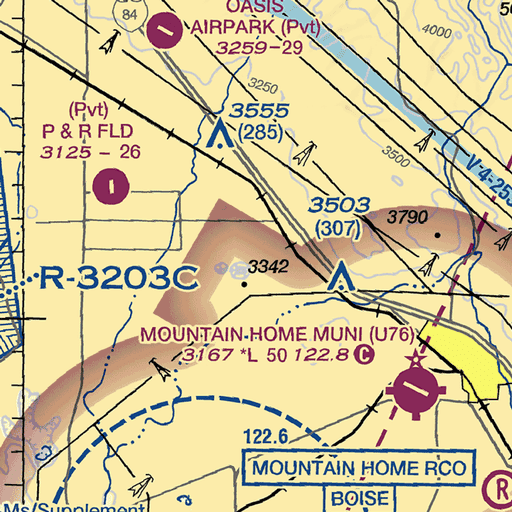 OASIS
84
AIRPARK (Pvt)
3259-29
4000
3250
3555
(285)
(Pvt)
P & R FLD
3125 - 26
3500
V-4-253
3503
(307)
3790
3342
R-3203C
MOUNTAIN HOME MUNI (U76)
3167 *L 50 122.8 C
122.6
MOUNTAIN HOME RCO
BOISE
R
Ms/Supplement